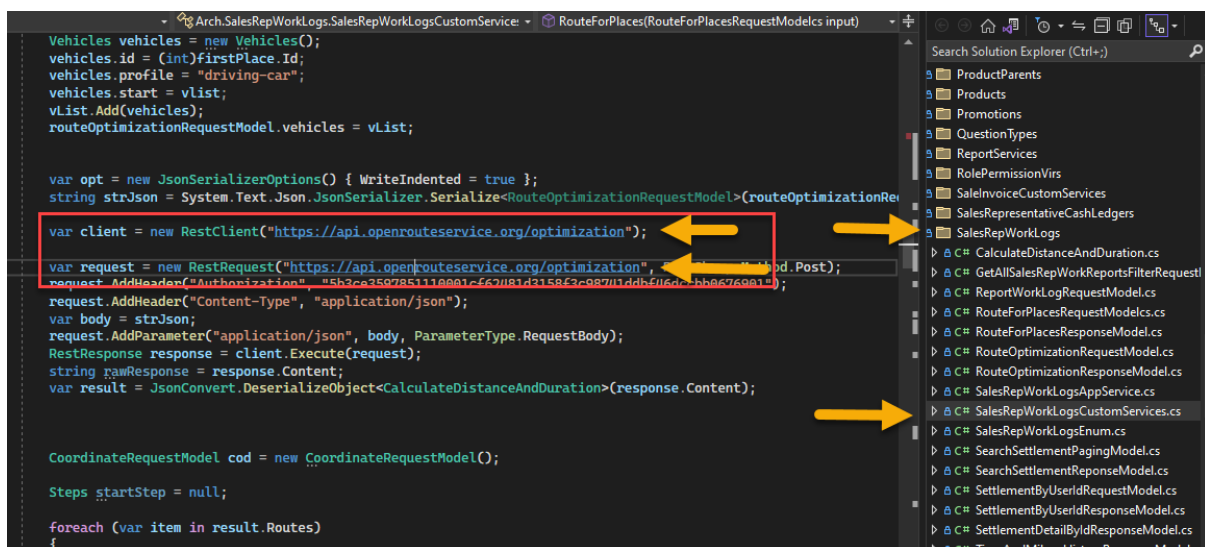 Arch.SalesRepWorkLogs.SalesRepWorkLogsCustomService
RouteForPlaces(RouteForPlacesRequestModelcs input)
Vehicles vehicles = new Vehicles();
vehicles.id = (int)firstPlace.Id;
vehicles.profile = "driving-car";
vehicles.start = vlist;
vList.Add(vehicles);
routeOptimizationRequestModel.vehicles = vList;
var opt = new JsonSerializerOptions() { WriteIndented = true };
string strJson = System.Text.Json.JsonSerializer.Serialize<RouteOptimizationRequestModel>(routeOptimizationRe
var client = new RestClient("https://api.openrouteservice.org/optimization");
var request = new RestRequest("https://api.openrouteservice.org/optimization", .Post);
request.AddHeader("Authorization",
request.AddHeader("Content-Type", "application/json");
var body = strJson;
request.AddParameter("application/json", body, ParameterType.RequestBody);
RestResponse response = client.Execute(request);
string rawResponse = response.Content;
var result = JsonConvert.DeserializeObject<CalculateDistanceAndDuration>(response.Content);
CoordinateRequestModel cod = new CoordinateRequestModel();
Steps startStep = null;
foreach (var item in result.Routes)
{
Search Solution Explorer (Ctrl+;)
ProductParents
Products
Promotions
QuestionTypes
ReportServices
RolePermissionVirs
SaleInvoiceCustomServices
SalesRepresentativeCashLedgers
SalesRepWorkLogs
C# CalculateDistanceAndDuration.cs
C# GetAllSalesRepWorkReportsFilterRequestI
C# ReportWorkLogRequestModel.cs
C# RouteForPlacesRequestModelcs.cs
C# RouteForPlacesResponseModel.cs
C# RouteOptimizationRequestModel.cs
C# RouteOptimizationResponseModel.cs
C# SalesRepWorkLogsAppService.cs
C# SalesRepWorkLogsCustomServices.cs
C# SalesRepWorkLogsEnum.cs
C# SearchSettlementPagingModel.cs
C# SearchSettlementReponseModel.cs
C# SettlementByUserIdRequestModel.cs
C# SettlementByUserIdResponseModel.cs
C# SettlementDetailByIdResponseModel.cs